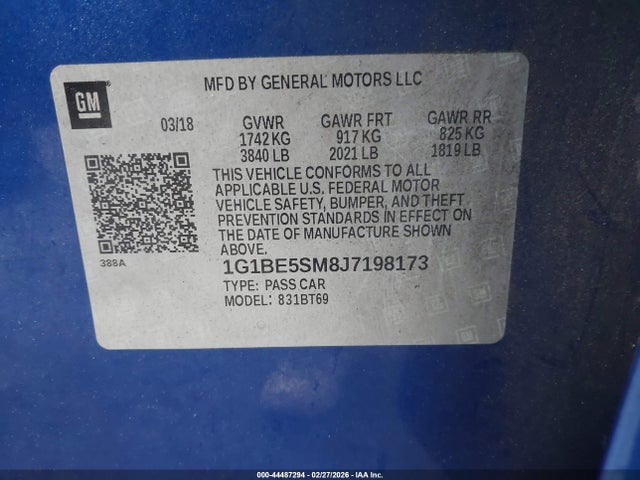 GM
MFD BY GENERAL MOTORS LLC
03/18 GVWR GAWR FRT GAWR RR
1742 KG 917 KG 825 KG
3840 LB 2021 LB 1819 LB
THIS VEHICLE CONFORMS TO ALL
APPLICABLE U.S. FEDERAL MOTOR
VEHICLE SAFETY, BUMPER, AND THEFT
PREVENTION STANDARDS IN EFFECT ON
THE DATE OF MANUFACTURE SHOWN
ABOVE.
388A
1G1BE5SM8J7198173
TYPE: PASS CAR
MODEL: 831BT69
000-44487294 - 02/27/2026 - IAA Inc.